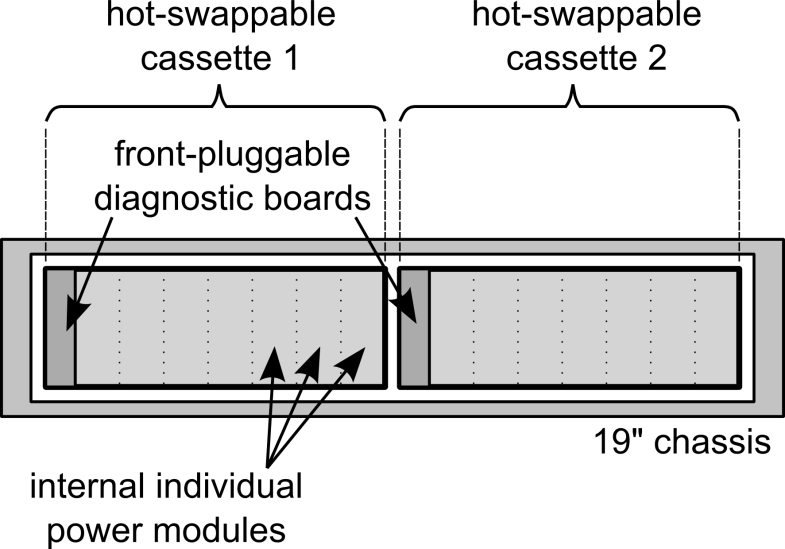 hot-swappable
cassette 1
hot-swappable
cassette 2
front-pluggable
diagnostic boards
19" chassis
internal individual
power modules